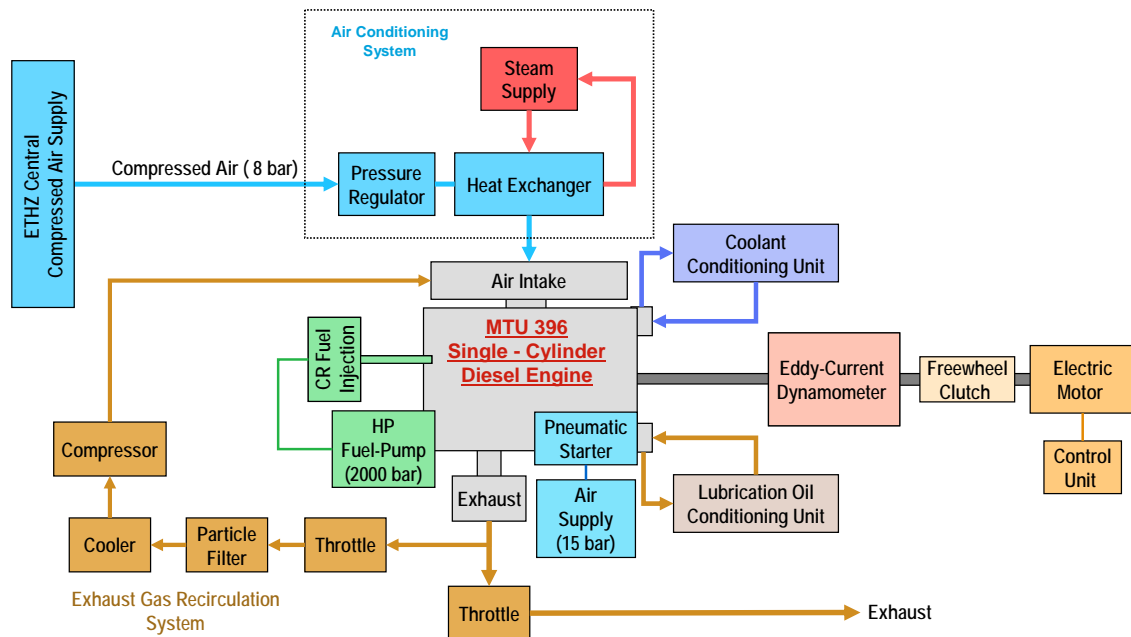 Air Conditioning
System
Steam
Supply
ETHZ Central
Compressed Air Supply
Compressed Air ( 8 bar)
Pressure
Regulator
Heat Exchanger
Coolant
Conditioning Unit
Air Intake
MTU 396
Single - Cylinder
Diesel Engine
CR Fuel
Injection
Eddy-Current
Dynamometer
Freewheel
Clutch
Electric
Motor
HP
Fuel-Pump
(2000 bar)
Pneumatic
Starter
Compressor
Control
Unit
Exhaust
Air
Supply
(15 bar)
Lubrication Oil
Conditioning Unit
Cooler
Particle
Filter
Throttle
Exhaust Gas Recirculation
System
Throttle
Exhaust